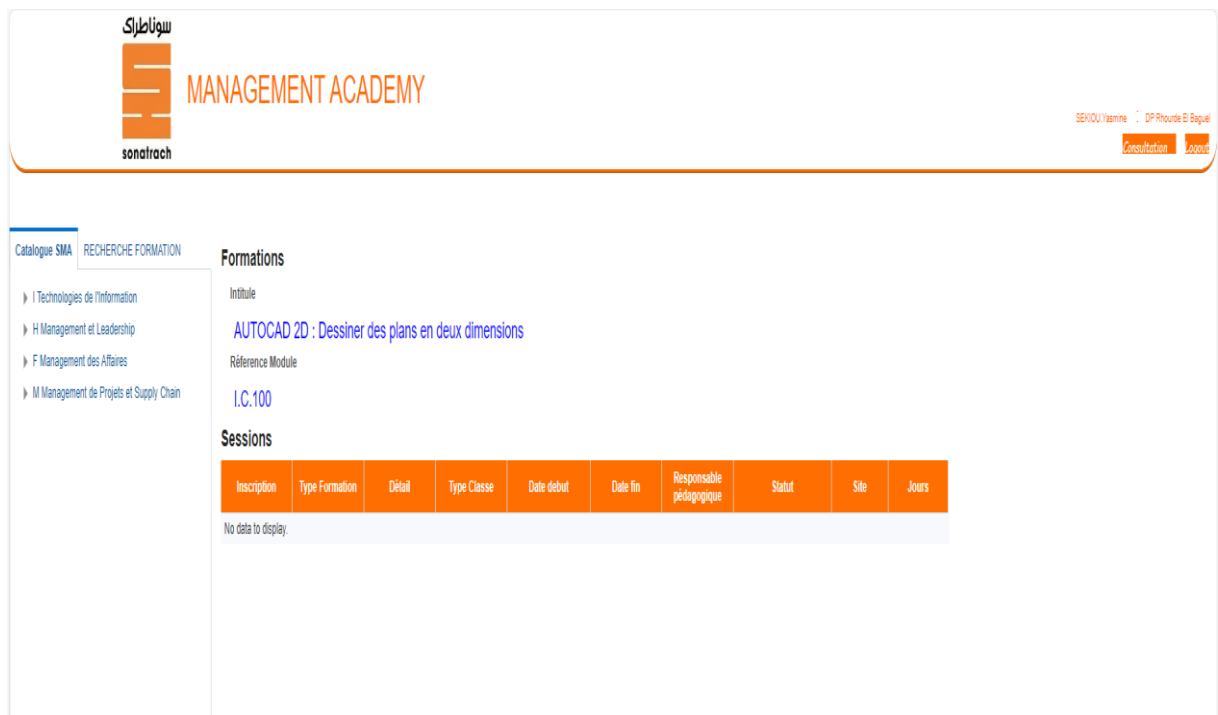 سوناطراك
sonatrach
MANAGEMENT ACADEMY
SEKIOU.Yasmine : DP Rhourde El Baguel
Consultation Logout
Catalogue SMA RECHERCHE FORMATION
I Technologies de l'Information
H Management et Leadership
F Management des Affaires
M Management de Projets et Supply Chain
Formations
Intitule
AUTOCAD 2D : Dessiner des plans en deux dimensions
Réference Module
I.C.100
Sessions
Inscription Type Formation Détail Type Classe Date debut Date fin Responsable pédagogique Statut Site Jours
No data to display.